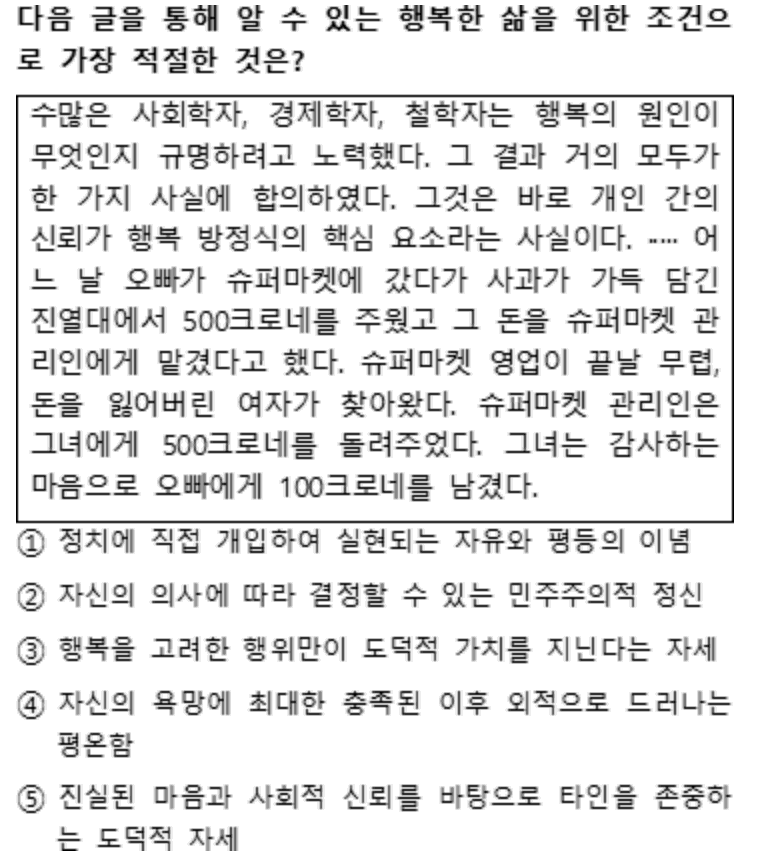 다음 글을 통해 알 수 있는 행복한 삶을 위한 조건으
로 가장 적절한 것은?
수많은 사회학자, 경제학자, 철학자는 행복의 원인이
무엇인지 규명하려고 노력했다. 그 결과 거의 모두가
한 가지 사실에 합의하였다. 그것은 바로 개인 간의
신뢰가 행복 방정식의 핵심 요소라는 사실이다. …… 어
느 날 오빠가 슈퍼마켓에 갔다가 사과가 가득 담긴
진열대에서 500크로네를 주웠고 그 돈을 슈퍼마켓 관
리인에게 맡겼다고 했다. 슈퍼마켓 영업이 끝날 무렵,
돈을 잃어버린 여자가 찾아왔다. 슈퍼마켓 관리인은
그녀에게 500크로네를 돌려주었다. 그녀는 감사하는
마음으로 오빠에게 100크로네를 남겼다.
① 정치에 직접 개입하여 실현되는 자유와 평등의 이념
② 자신의 의사에 따라 결정할 수 있는 민주주의적 정신
③ 행복을 고려한 행위만이 도덕적 가치를 지닌다는 자세
④ 자신의 욕망에 최대한 충족된 이후 외적으로 드러나는
평온함
⑤ 진실된 마음과 사회적 신뢰를 바탕으로 타인을 존중하
는 도덕적 자세